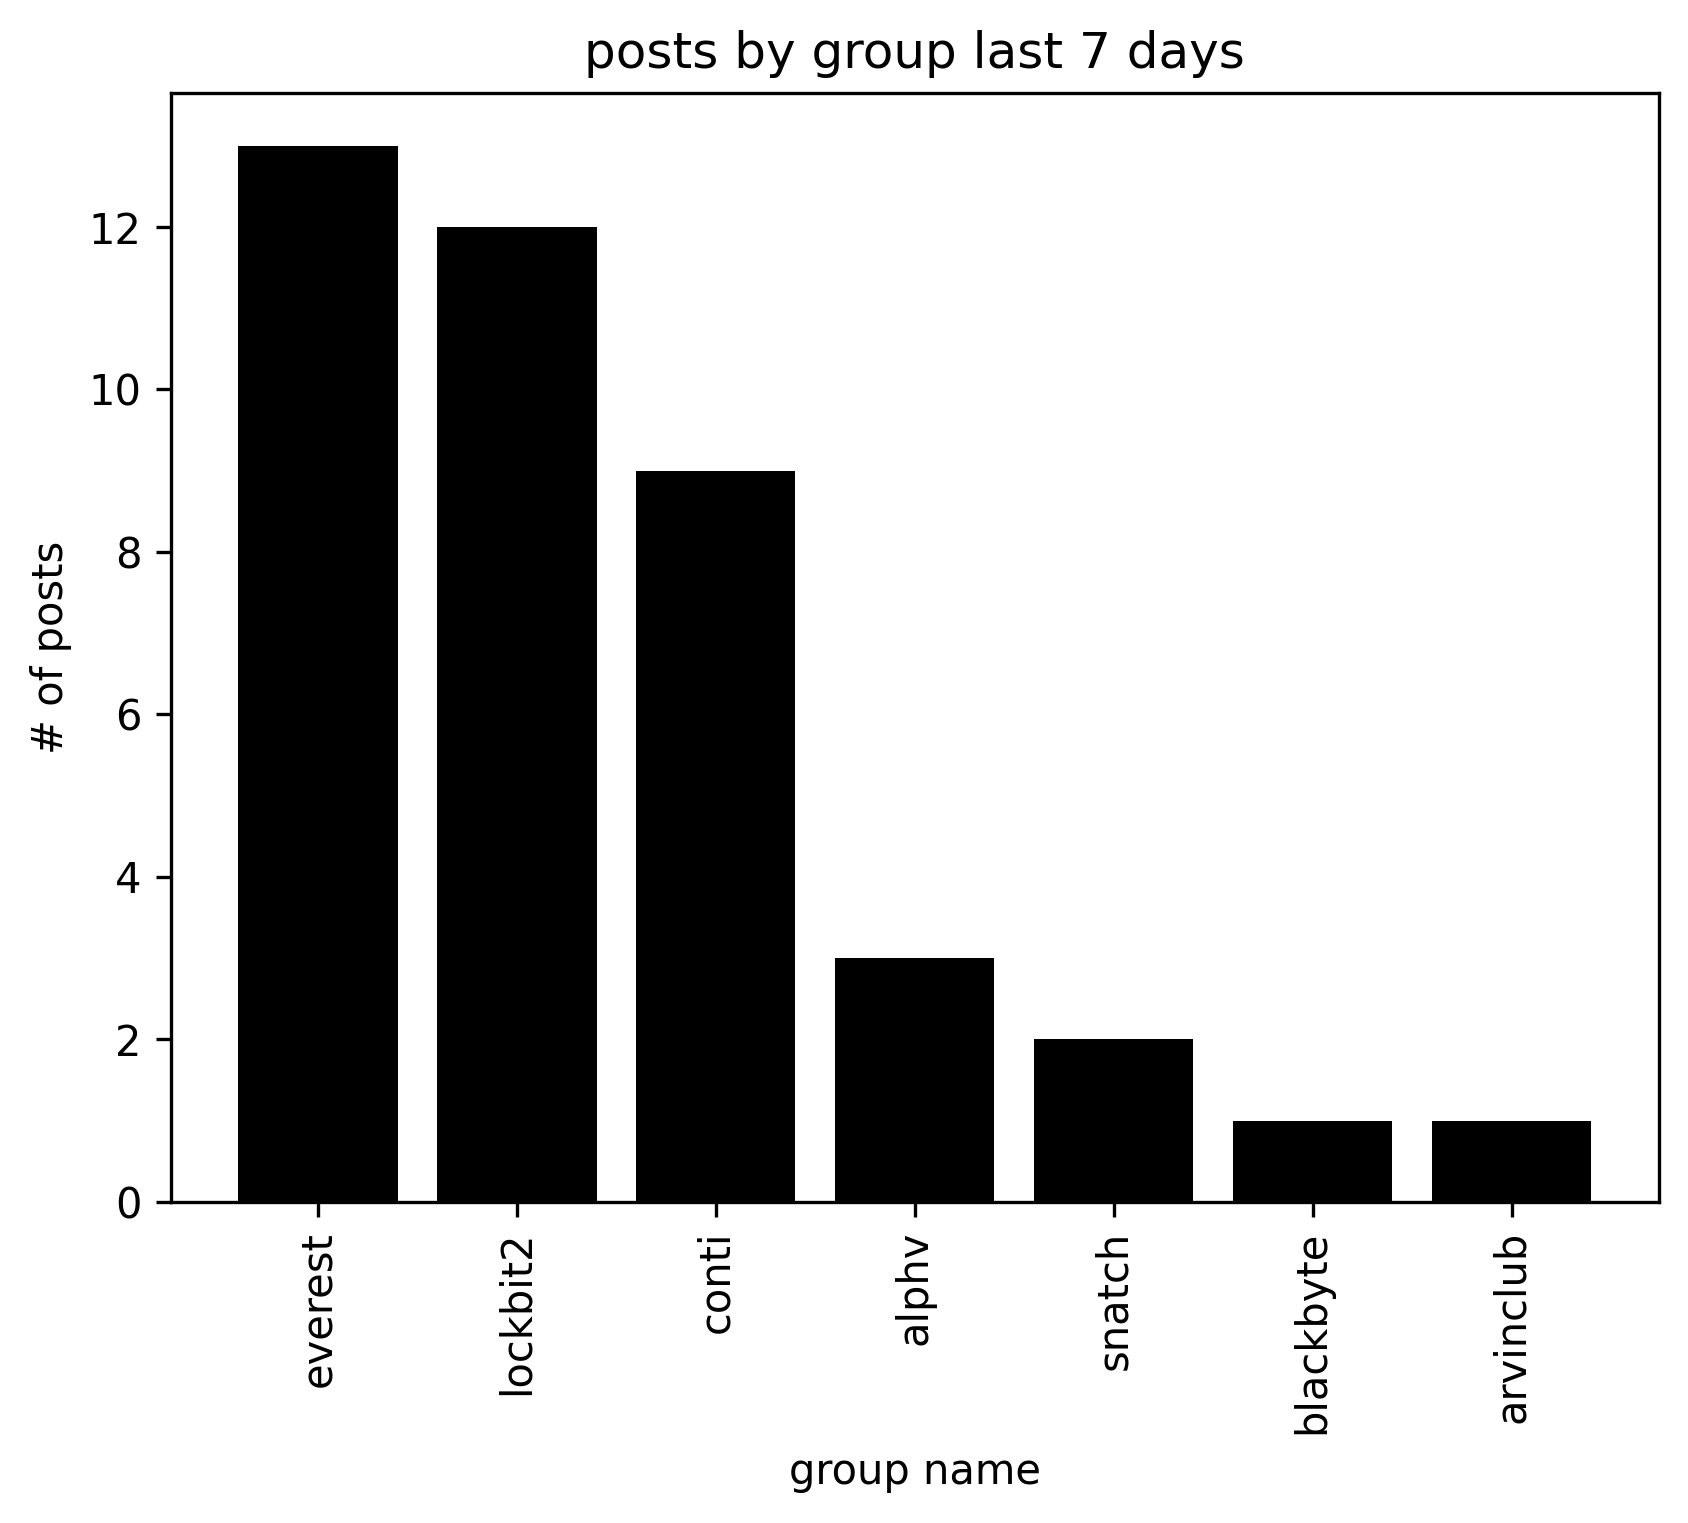 posts by group last 7 days
# of posts
12
10
8
6
4
2
0
everest
lockbit2
conti
alphv
snatch
blackbyte
arvinclub
group name